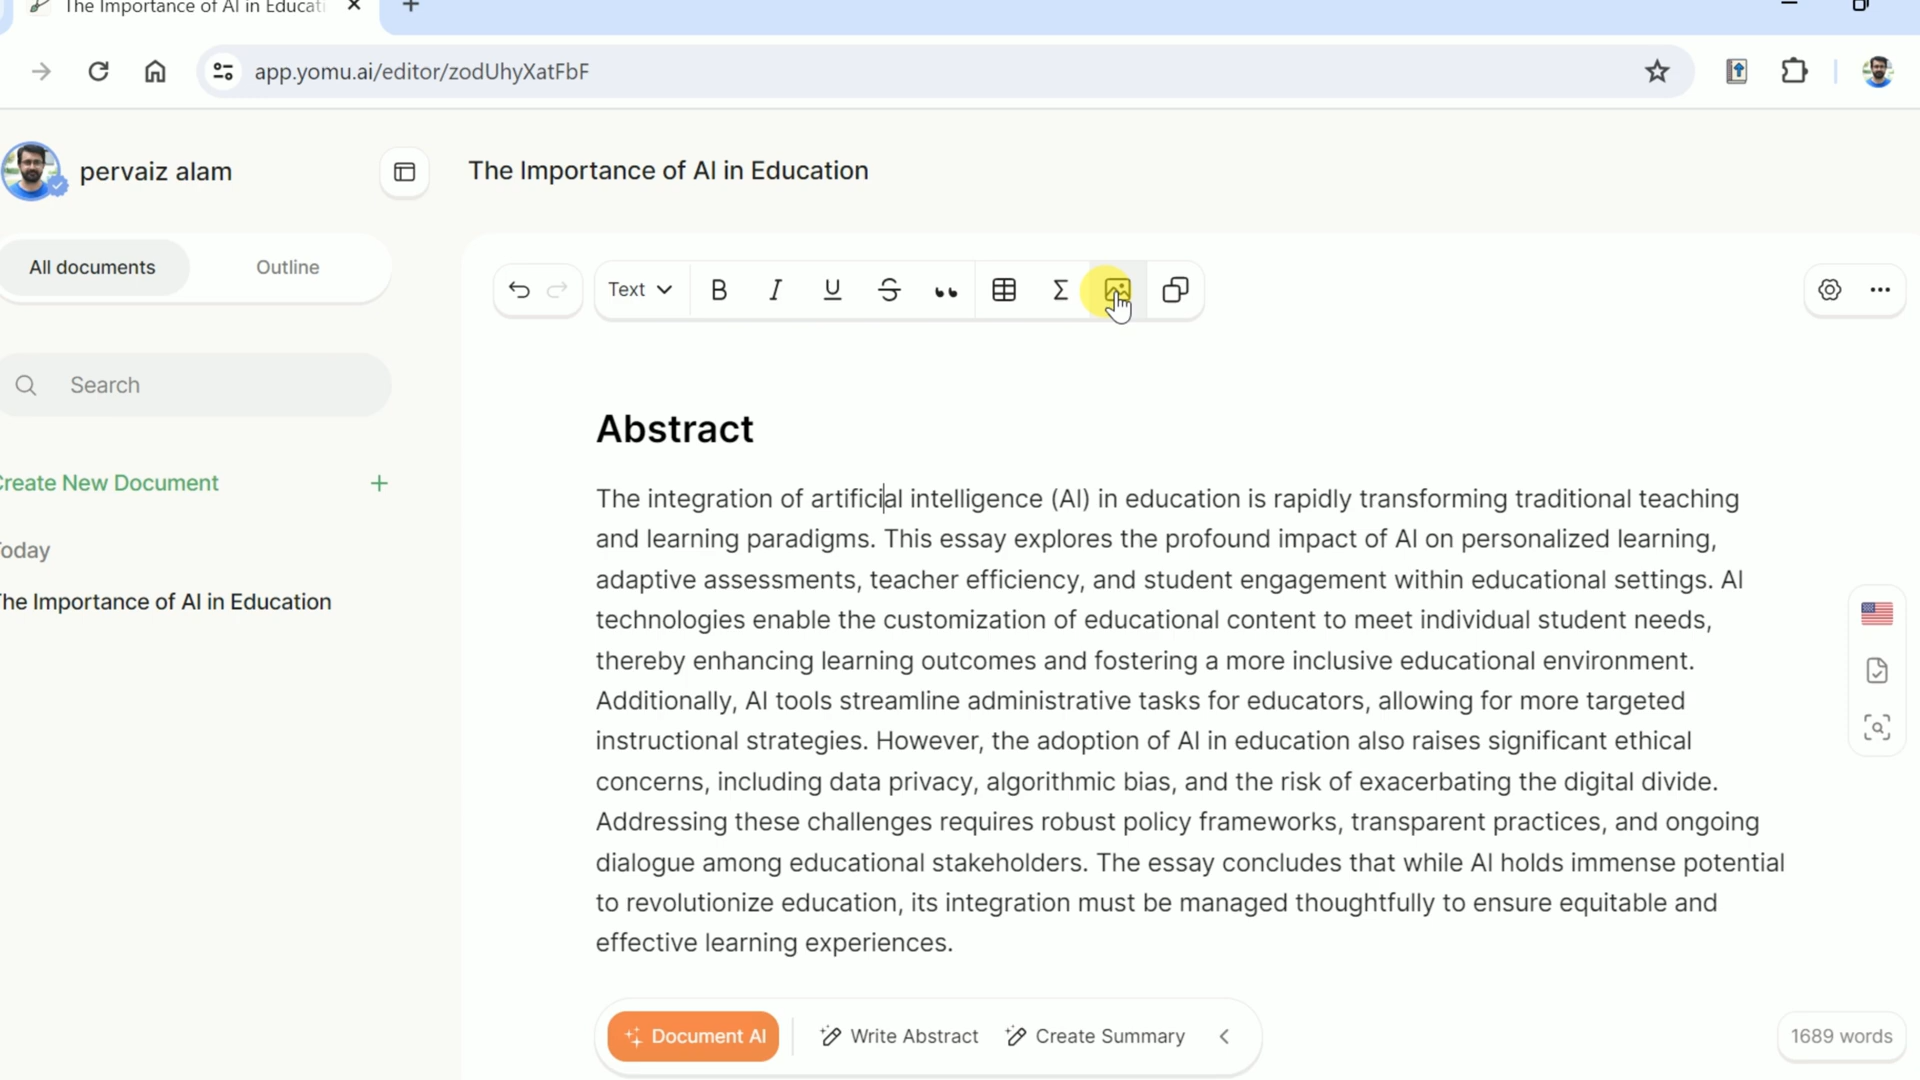 The Importance of AI in Educati
app.yomu.ai/editor/zodUhyXatFbF
pervaiz alam
The Importance of AI in Education
All documents
Outline
Text
B
I
U
S
Σ
Search
Create New Document
Today
The Importance of AI in Education
Abstract
The integration of artificial intelligence (AI) in education is rapidly transforming traditional teaching
and learning paradigms. This essay explores the profound impact of AI on personalized learning,
adaptive assessments, teacher efficiency, and student engagement within educational settings. AI
technologies enable the customization of educational content to meet individual student needs,
thereby enhancing learning outcomes and fostering a more inclusive educational environment.
Additionally, AI tools streamline administrative tasks for educators, allowing for more targeted
instructional strategies. However, the adoption of AI in education also raises significant ethical
concerns, including data privacy, algorithmic bias, and the risk of exacerbating the digital divide.
Addressing these challenges requires robust policy frameworks, transparent practices, and ongoing
dialogue among educational stakeholders. The essay concludes that while AI holds immense potential
to revolutionize education, its integration must be managed thoughtfully to ensure equitable and
effective learning experiences.
Document AI
Write Abstract
Create Summary
1689 words